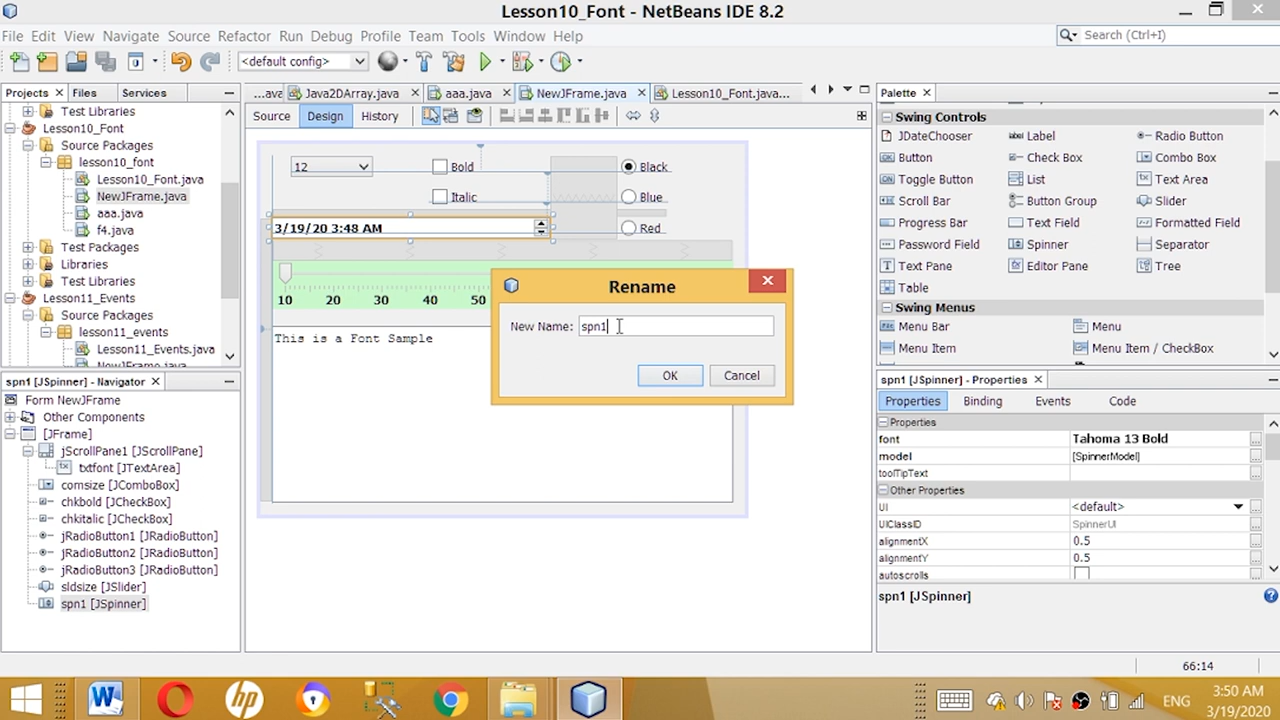 Lesson10_Font - NetBeans IDE 8.2
File Edit View Navigate Source Refactor Run Debug Profile Team Tools Window Help
Search (Ctrl+I)
<default config>
Projects Files Services
...avε Java2DArray.java aaa.java NewJFrame.java Lesson10_Font.java...
Palette
Source Design History
Test Libraries
Lesson10_Font
Source Packages
lesson10_font
Lesson10_Font.java
NewJFrame.java
aaa.java
f4.java
Test Packages
Libraries
Test Libraries
Lesson11_Events
Source Packages
lesson11_events
Lesson11_Events.java
NewJFrame.java
12 Bold Black
Italic Blue
3/19/20 3:48 AM Red
10 20 30 40 50
This is a Font Sample
Rename
New Name: spn1
OK Cancel
Swing Controls
JDateChooser Label Radio Button
Button Check Box Combo Box
Toggle Button List Text Area
Scroll Bar Button Group Slider
Progress Bar Text Field Formatted Field
Password Field Spinner Separator
Text Pane Editor Pane Tree
Table
Swing Menus
Menu Bar Menu
Menu Item Menu Item / CheckBox
spn1 [JSpinner] - Navigator
Form NewJFrame
Other Components
[JFrame]
jScrollPane1 [JScrollPane]
txtfont [JTextArea]
comsize [JComboBox]
chkbold [JCheckBox]
chkitalic [JCheckBox]
jRadioButton1 [JRadioButton]
jRadioButton2 [JRadioButton]
jRadioButton3 [JRadioButton]
sldsize [JSlider]
spn1 [JSpinner]
spn1 [JSpinner] - Properties
Properties Binding Events Code
Properties
font Tahoma 13 Bold
model [SpinnerModel]
toolTipText
Other Properties
UI <default>
UIClassID SpinnerUI
alignmentX 0.5
alignmentY 0.5
autoscrolls
spn1 [JSpinner]
66:14
ENG
3:50 AM
3/19/2020